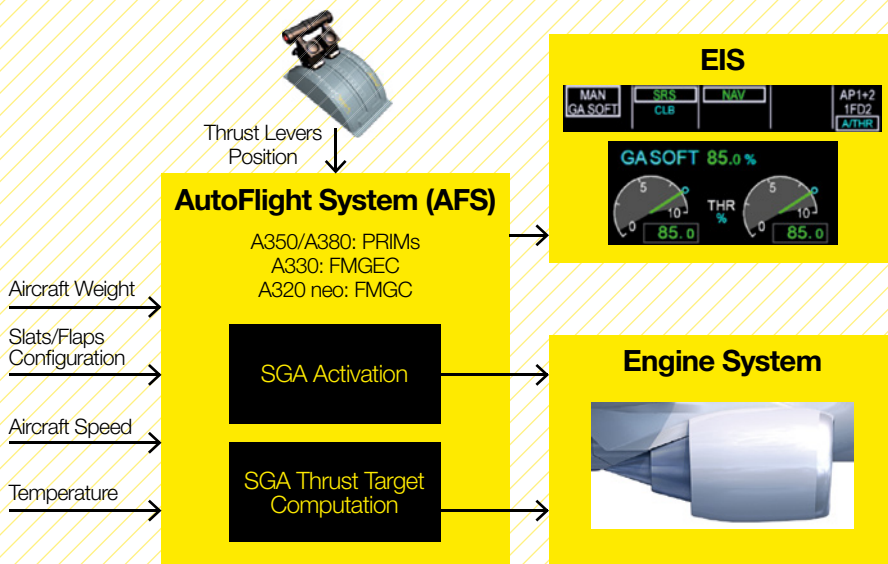 Thrust Levers
Position
AutoFlight System (AFS)
A350/A380: PRIMs
A330: FMGEC
A320 neo: FMGC
Aircraft Weight
Slats/Flaps
Configuration
Aircraft Speed
Temperature
SGA Activation
SGA Thrust Target
Computation
EIS
MAN SRS NAV AP1+2
GA SOFT CLB 1FD2
A/THR
GA SOFT 85.0 %
5 5
10 THR 10
0 % 0
85.0 85.0
Engine System